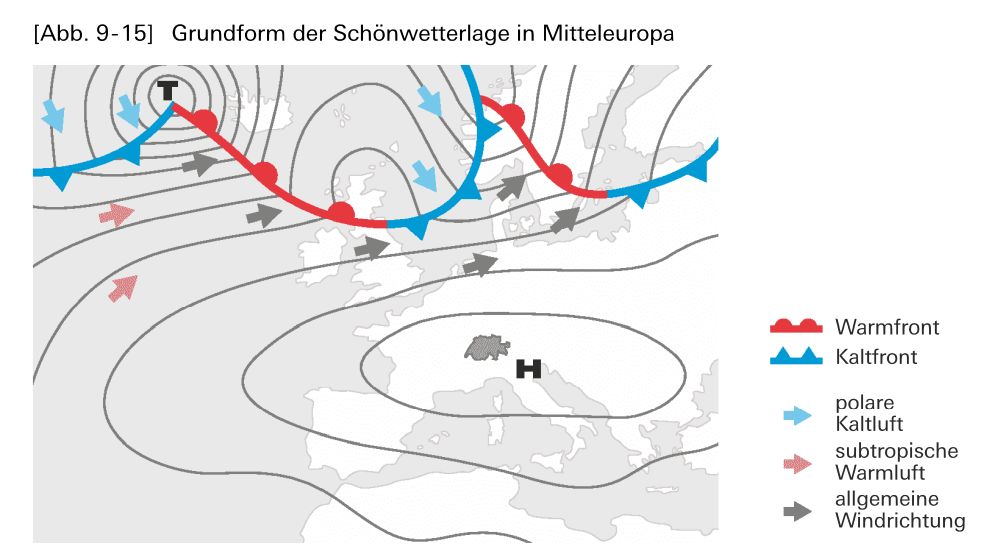 [Abb. 9-15] Grundform der Schönwetterlage in Mitteleuropa
T
H
Warmfront
Kaltfront
polare
Kaltluft
subtropische
Warmluft
allgemeine
Windrichtung